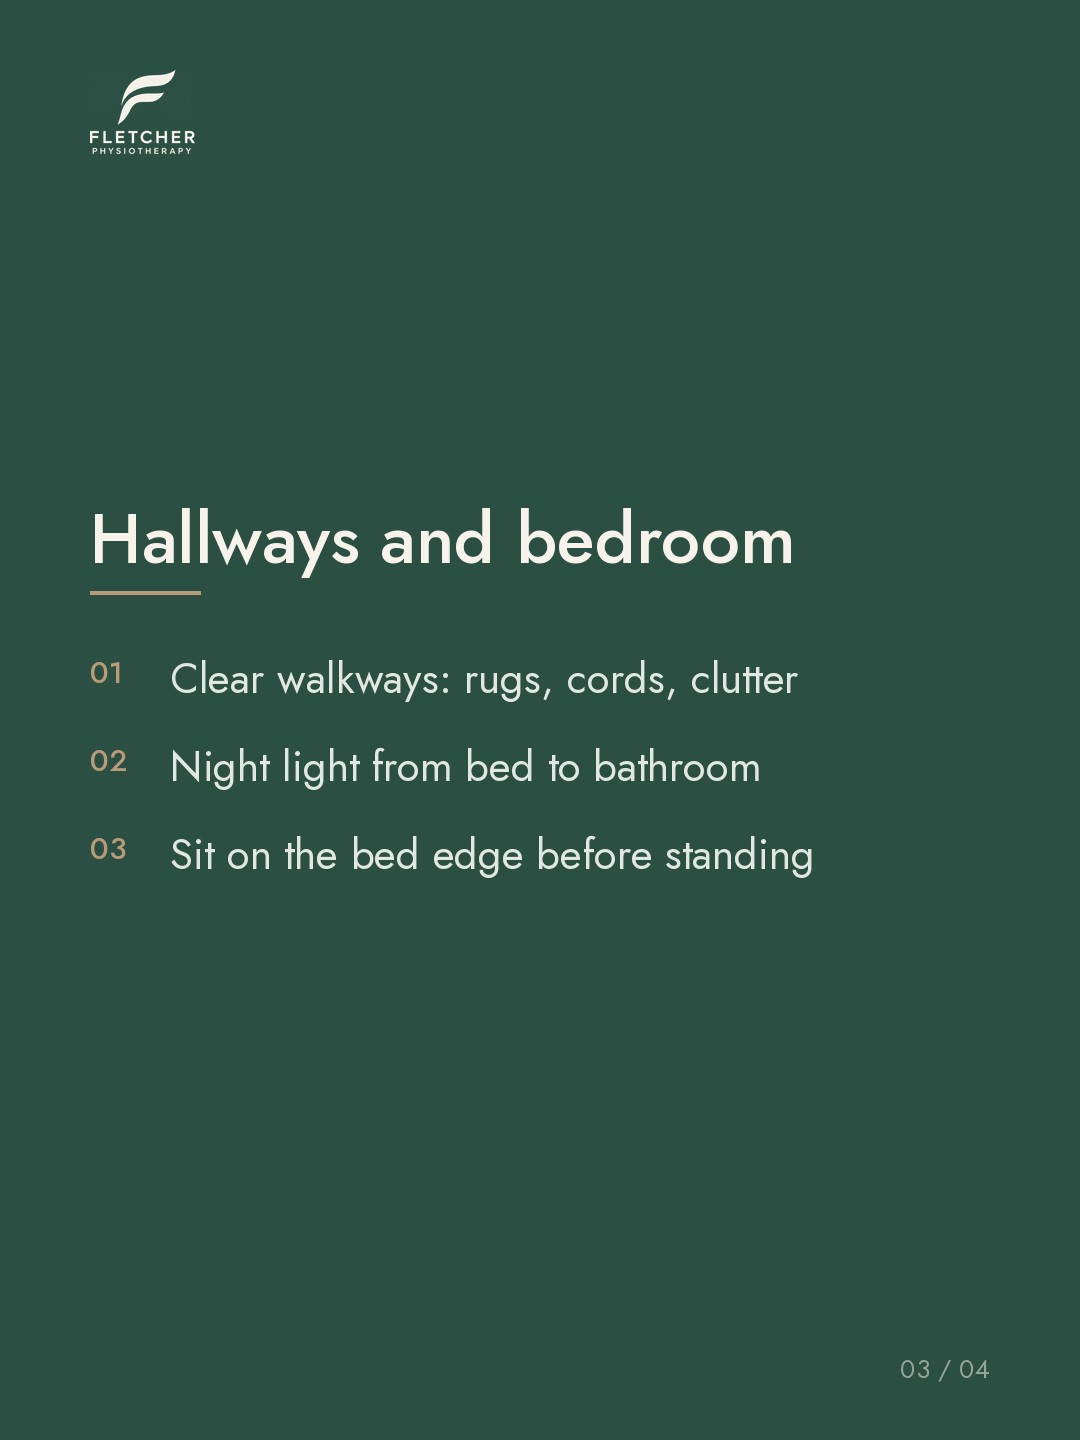 FLETCHER
PHYSIOTHERAPY
Hallways and bedroom
01 Clear walkways: rugs, cords, clutter
02 Night light from bed to bathroom
03 Sit on the bed edge before standing
03 / 04